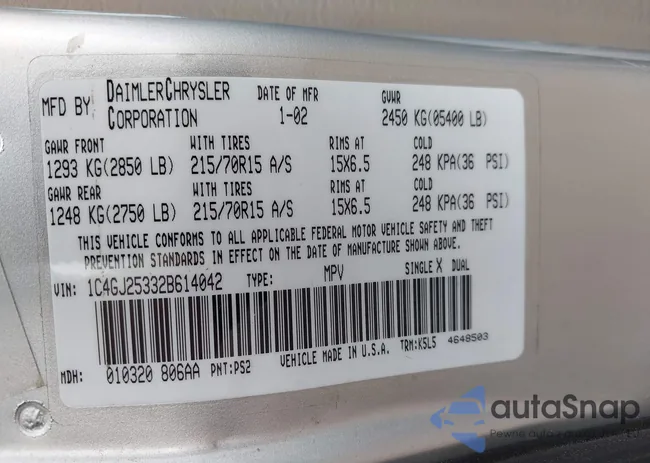 MFD BY DAIMLERCHRYSLER CORPORATION DATE OF MFR 1-02 GVWR 2450 KG(05400 LB)
GAWR FRONT WITH TIRES RIMS AT COLD
1293 KG(2850 LB) 215/70R15 A/S 15X6.5 248 KPA(36 PSI)
GAWR REAR WITH TIRES RIMS AT COLD
1248 KG(2750 LB) 215/70R15 A/S 15X6.5 248 KPA(36 PSI)
THIS VEHICLE CONFORMS TO ALL APPLICABLE FEDERAL MOTOR VEHICLE SAFETY AND THEFT
PREVENTION STANDARDS IN EFFECT ON THE DATE OF MANUFACTURE SHOWN ABOVE.
VIN: 1C4GJ25332B614042 TYPE: MPV SINGLE X DUAL
VEHICLE MADE IN U.S.A. TRM:K5L5 4648503
MDH: 010320 806AA PNT:PS2
autaSnap
Pewne auta z